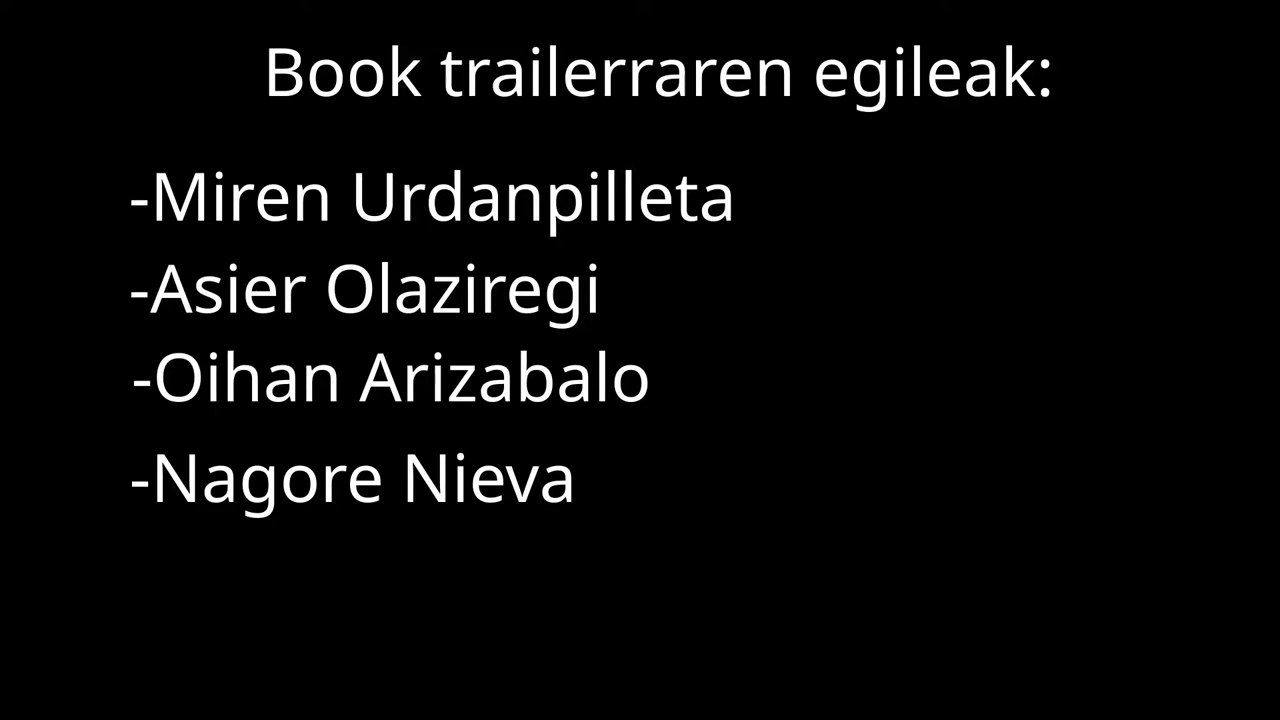 Book trailerraren egileak:
-Miren Urdanpilleta
-Asier Olaziregi
-Oihan Arizabalo
-Nagore Nieva